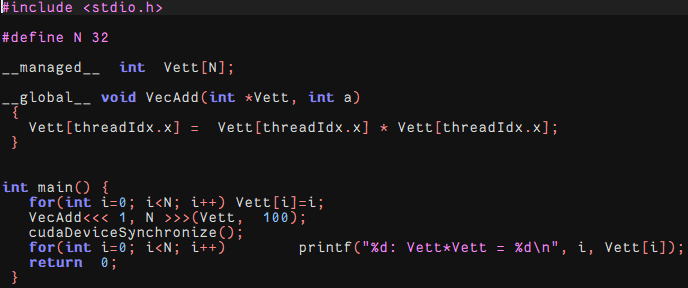 #include <stdio.h>
#define N 32
__managed__  int  Vett[N];
__global__ void VecAdd(int *Vett, int a)
{
Vett[threadIdx.x] =  Vett[threadIdx.x] * Vett[threadIdx.x];
}
int main() {
for(int i=0; i<N; i++) Vett[i]=i;
VecAdd<<< 1, N >>>(Vett,  100);
cudaDeviceSynchronize();
for(int i=0; i<N; i++)        printf("%d: Vett*Vett = %d\n", i, Vett[i]);
return  0;
}